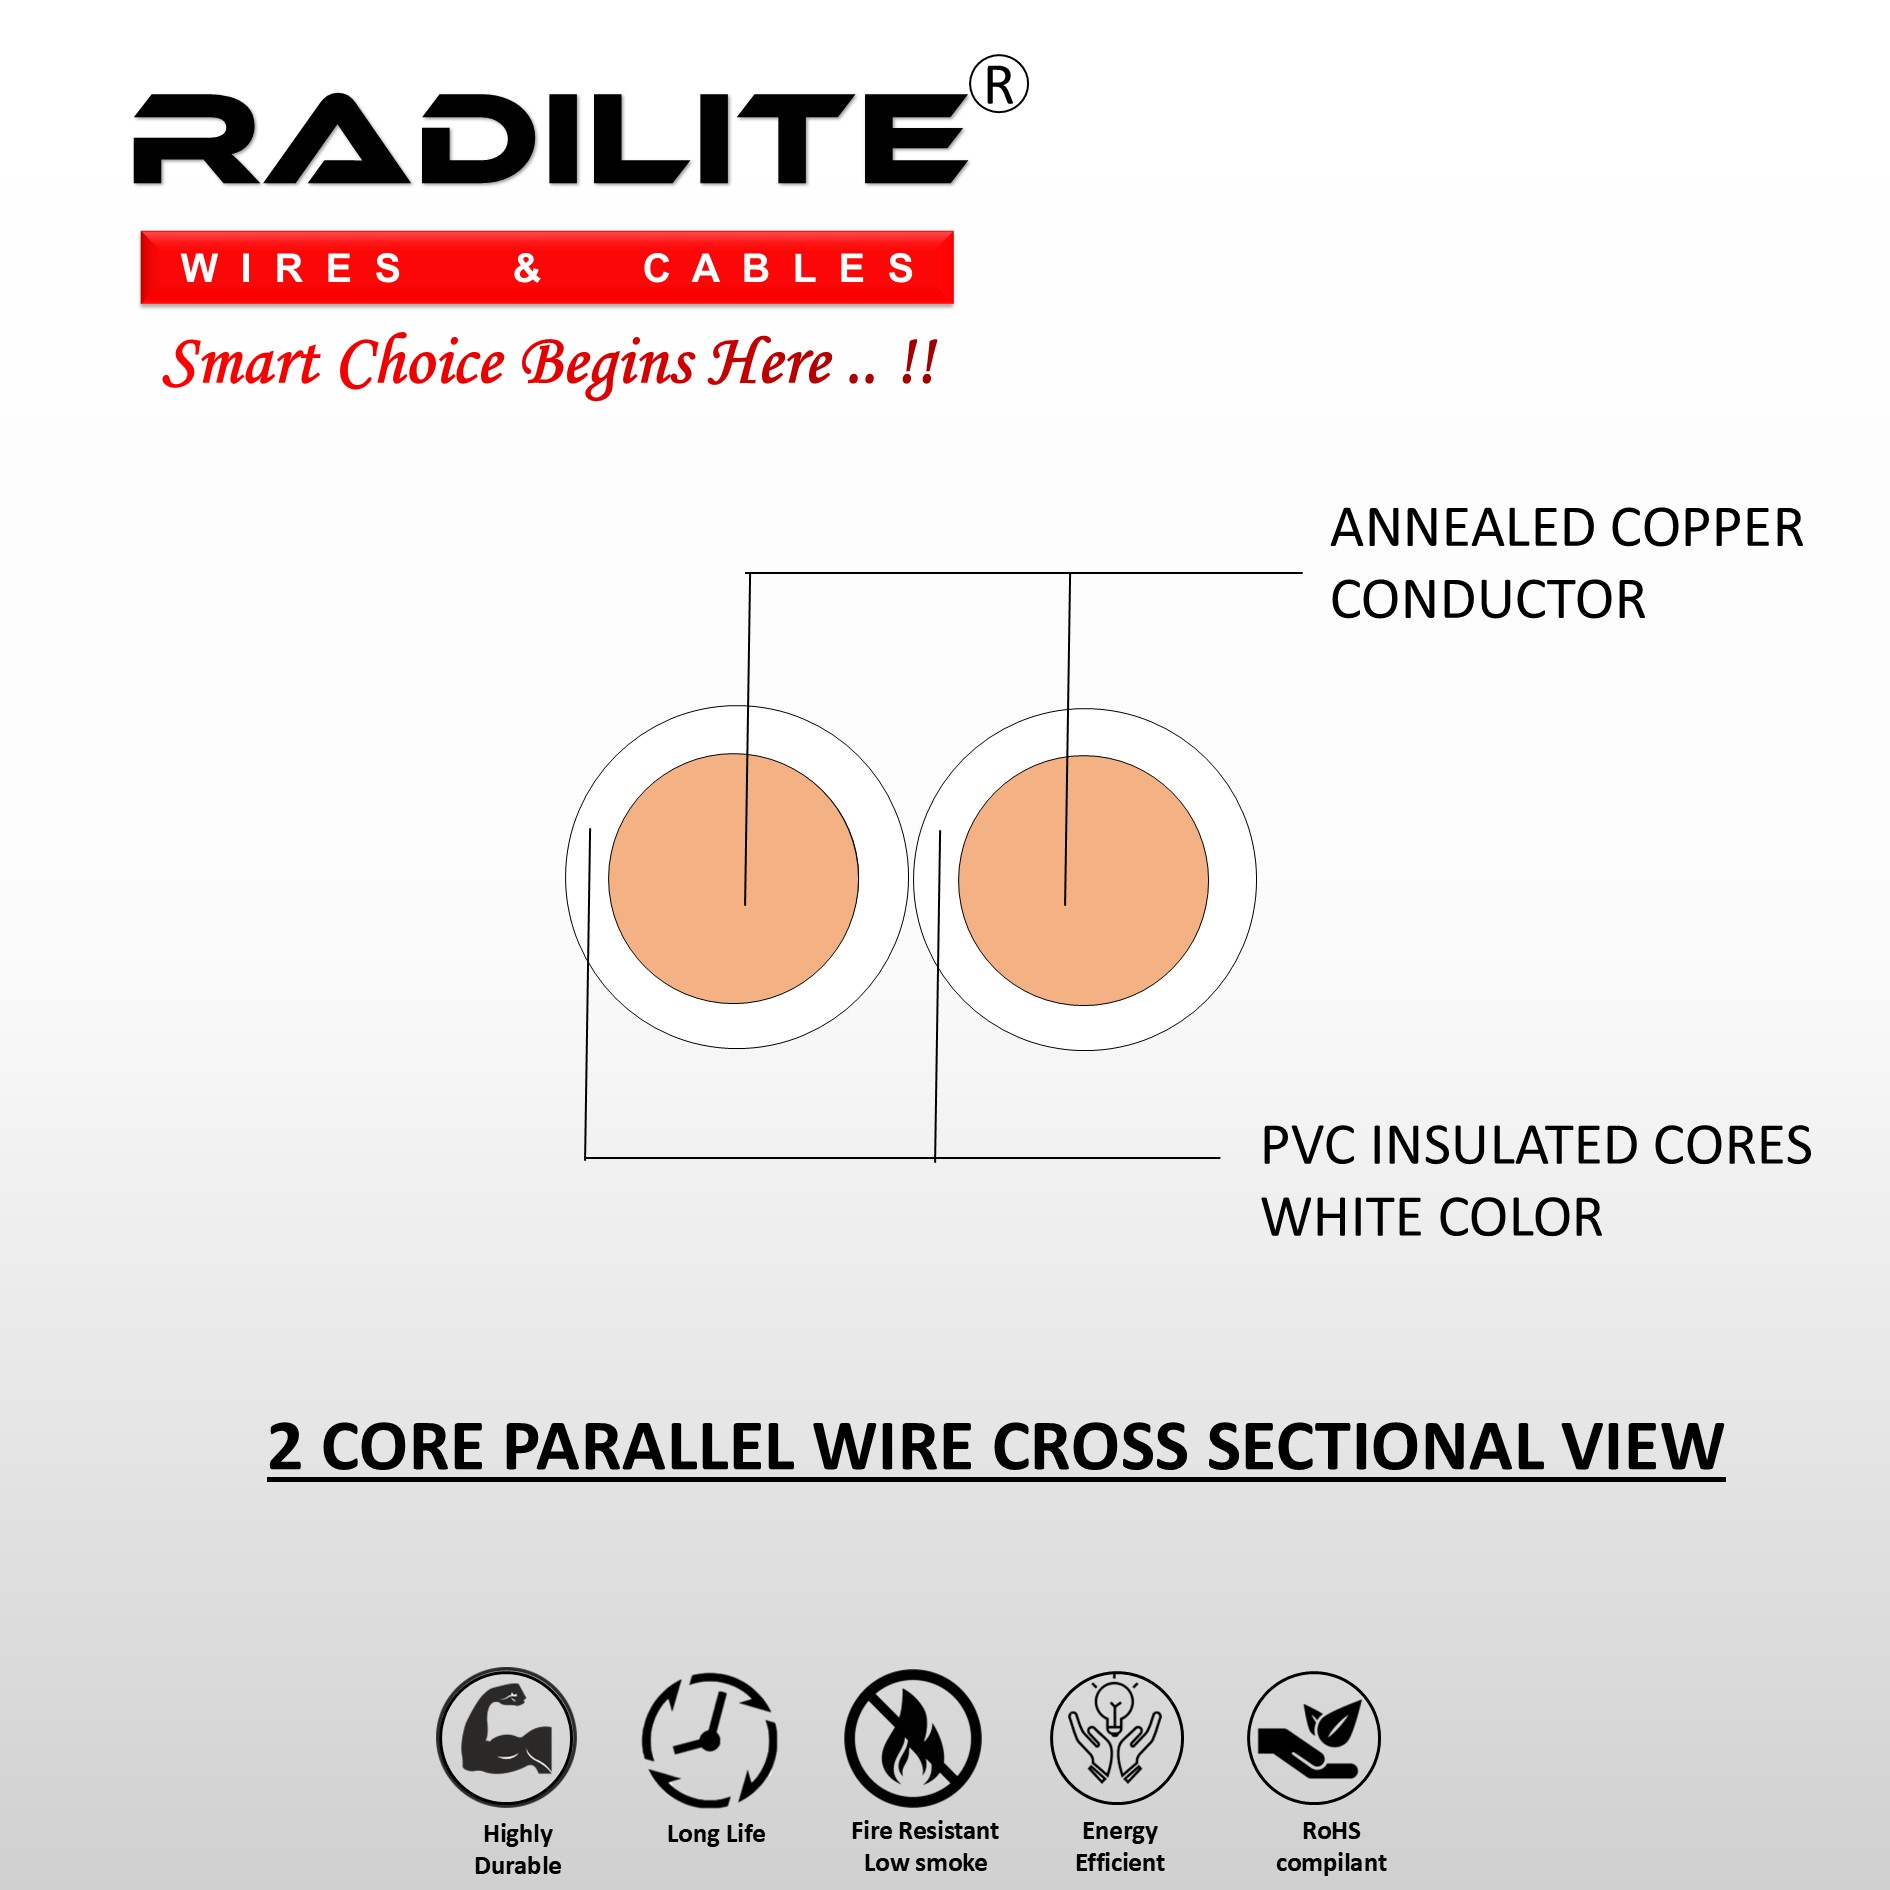 RADILITE®
WIRES & CABLES
Smart Choice Begins Here .. !!
ANNEALED COPPER
CONDUCTOR
PVC INSULATED CORES
WHITE COLOR
2 CORE PARALLEL WIRE CROSS SECTIONAL VIEW
Highly
Durable
Long Life
Fire Resistant
Low smoke
Energy
Efficient
RoHS
compilant